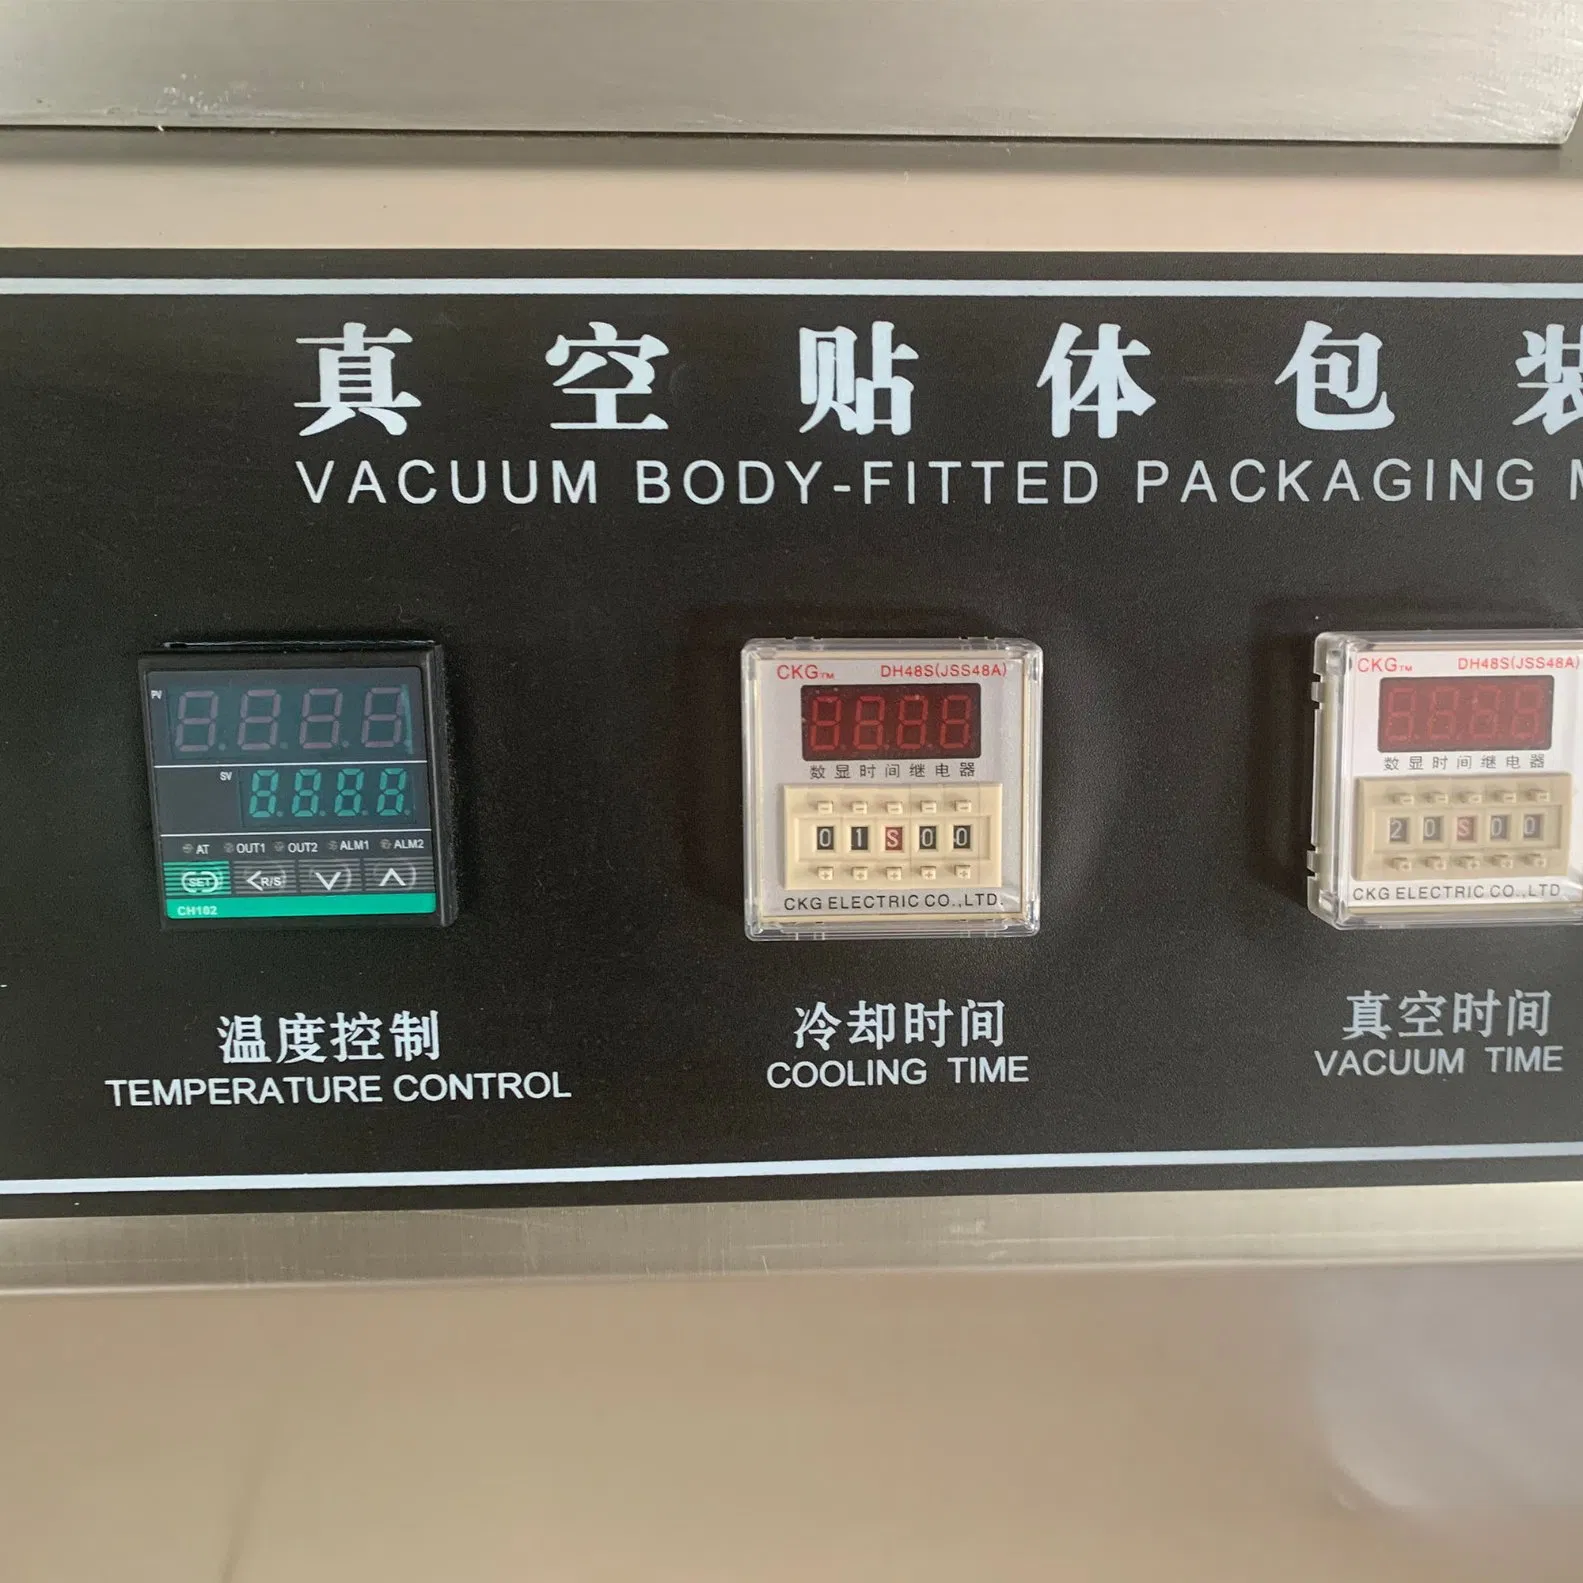 真空贴体包装
VACUUM BODY-FITTED PACKAGING M
PV
SV
AT OUT1 OUT2 ALM1 ALM2
SET <R/S
CH102
温度控制
TEMPERATURE CONTROL
CKG™ DH48S(JSS48A)
数显时间继电器
- - - - -
0 1 S 0 0
+ + + + +
CKG ELECTRIC CO.,LTD.
冷却时间
COOLING TIME
CKG™ DH48S(JSS48A)
数显时间继电器
- - - - -
2 0 S 0 0
+ + + + +
CKG ELECTRIC CO.,LTD
真空时间
VACUUM TIME